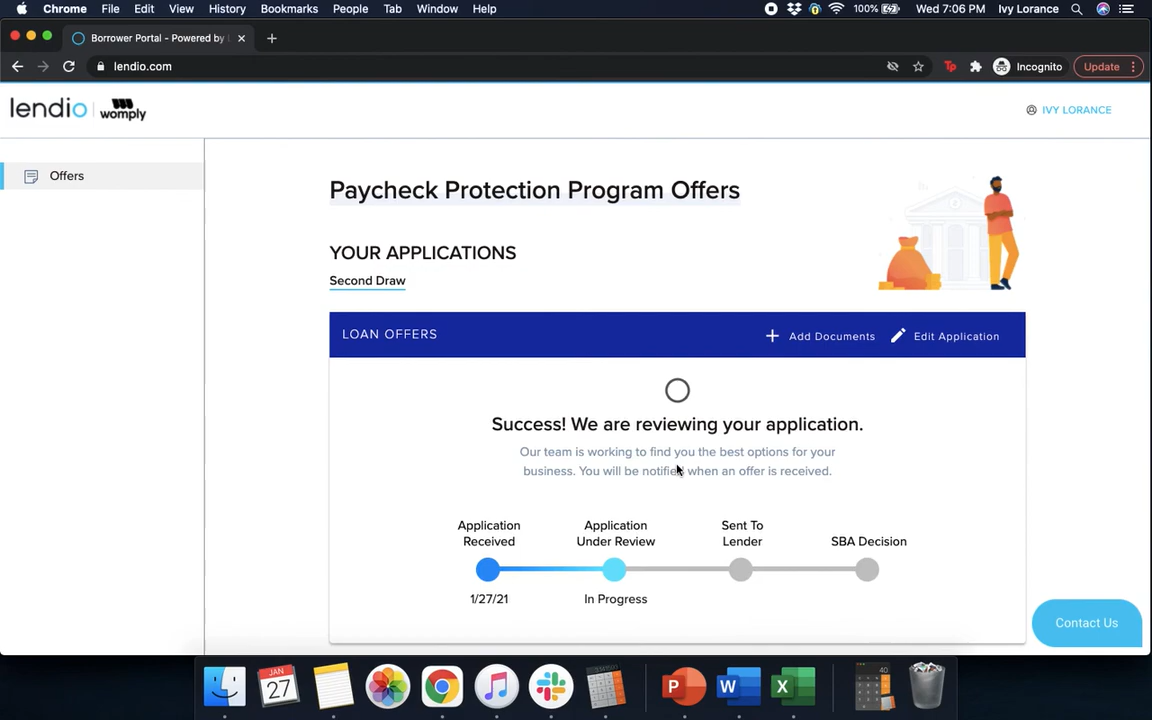 Chrome File Edit View History Bookmarks People Tab Window Help 100% Wed 7:06 PM Ivy Lorance
Borrower Portal - Powered by
lendio.com Incognito Update
lendio womply IVY LORANCE
Offers
Paycheck Protection Program Offers
YOUR APPLICATIONS
Second Draw
LOAN OFFERS Add Documents Edit Application
Success! We are reviewing your application.
Our team is working to find you the best options for your
business. You will be notified when an offer is received.
Application Application Sent To
Received Under Review Lender SBA Decision
1/27/21 In Progress
Contact Us
JAN
27